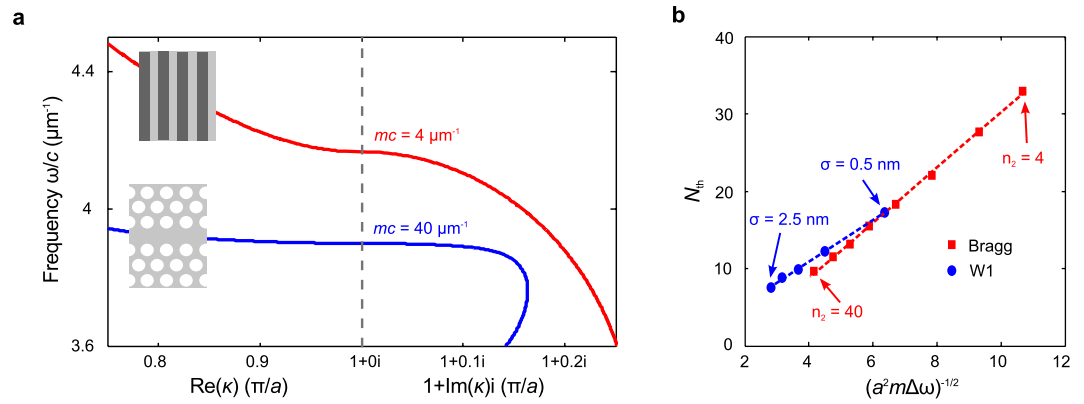 a
Frequency ω/c (μm⁻¹)
4.4
4
3.6
mc = 4 μm⁻¹
mc = 40 μm⁻¹
0.8
0.9
1+0i
1+0.1i
1+0.2i
Re(κ) (π/a)
1+Im(κ)i (π/a)
b
N_th
40
30
20
10
0
σ = 0.5 nm
n₂ = 4
σ = 2.5 nm
Bragg
W1
n₂ = 40
2
4
6
8
10
12
(a²mΔω)⁻¹ᐟ²